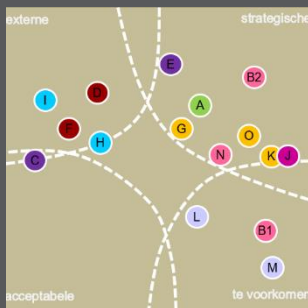 externe
strategische
E
B2
D
I
A
G
F
O
H
N
K
J
C
L
B1
M
te voorkomen
acceptabele